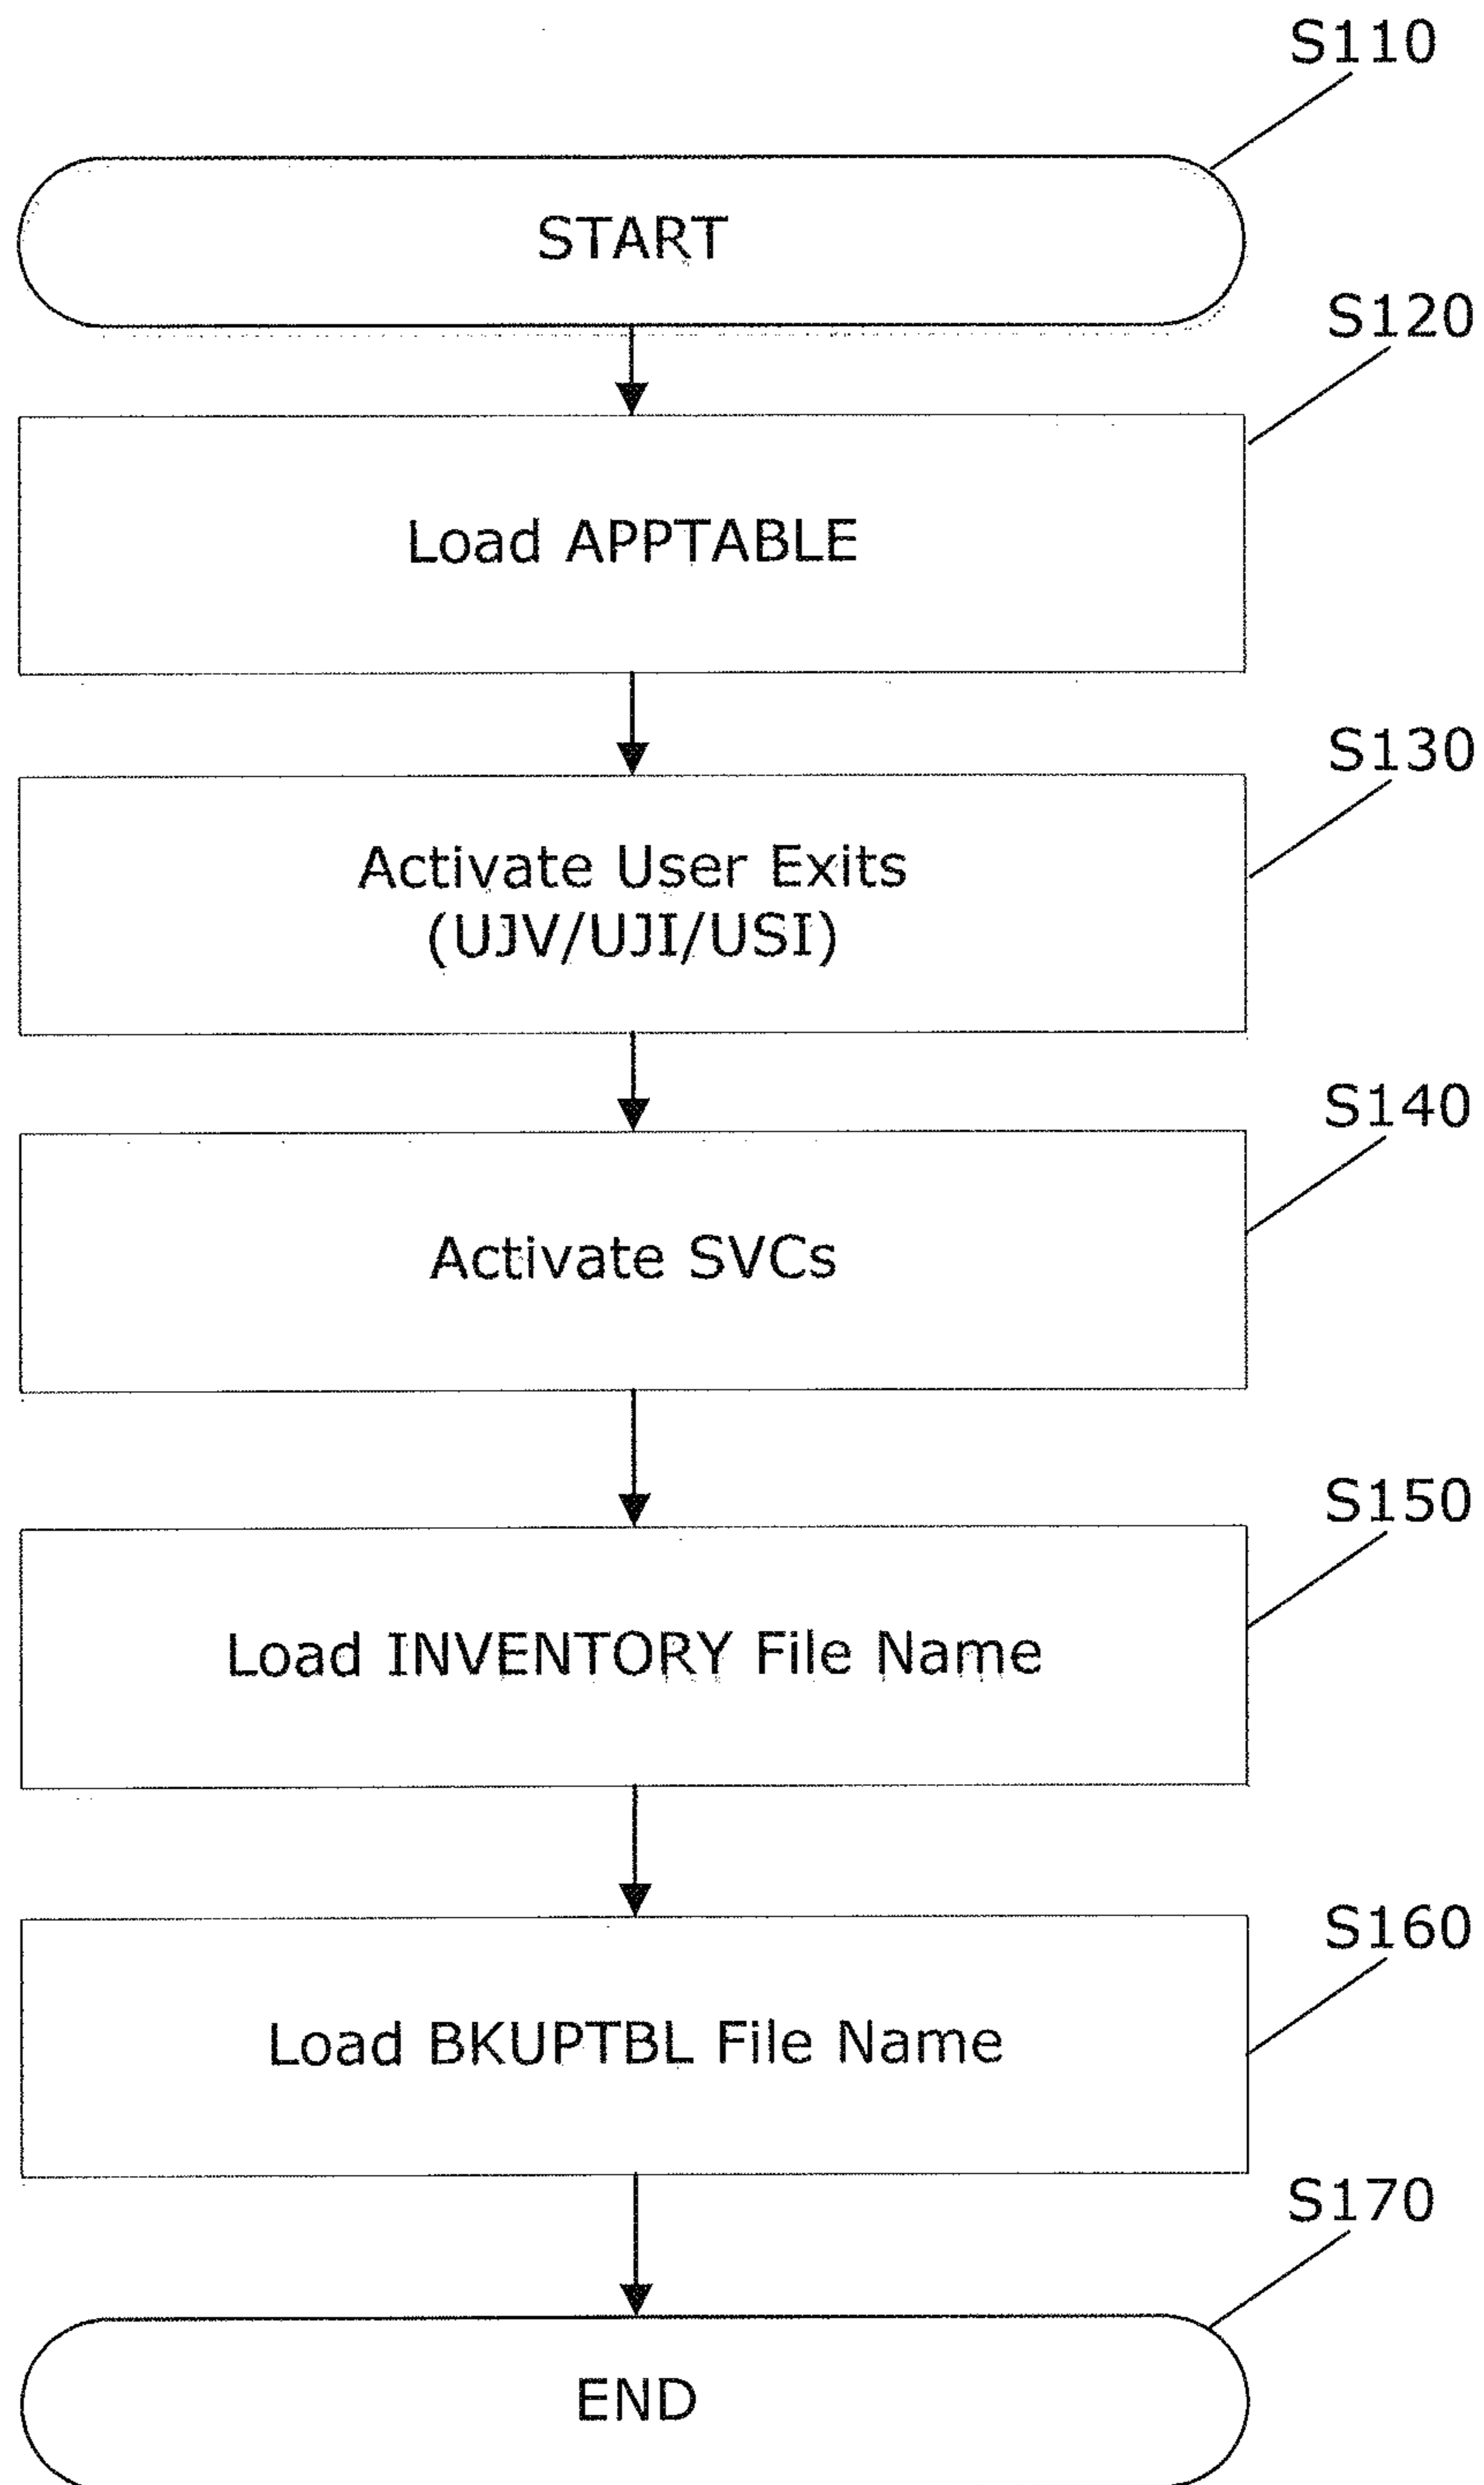 S110
START
S120
Load APPTABLE
S130
Activate User Exits
(UJV/UJI/USI)
S140
Activate SVCs
S150
Load INVENTORY File Name
S160
Load BKUPTBL File Name
S170
END